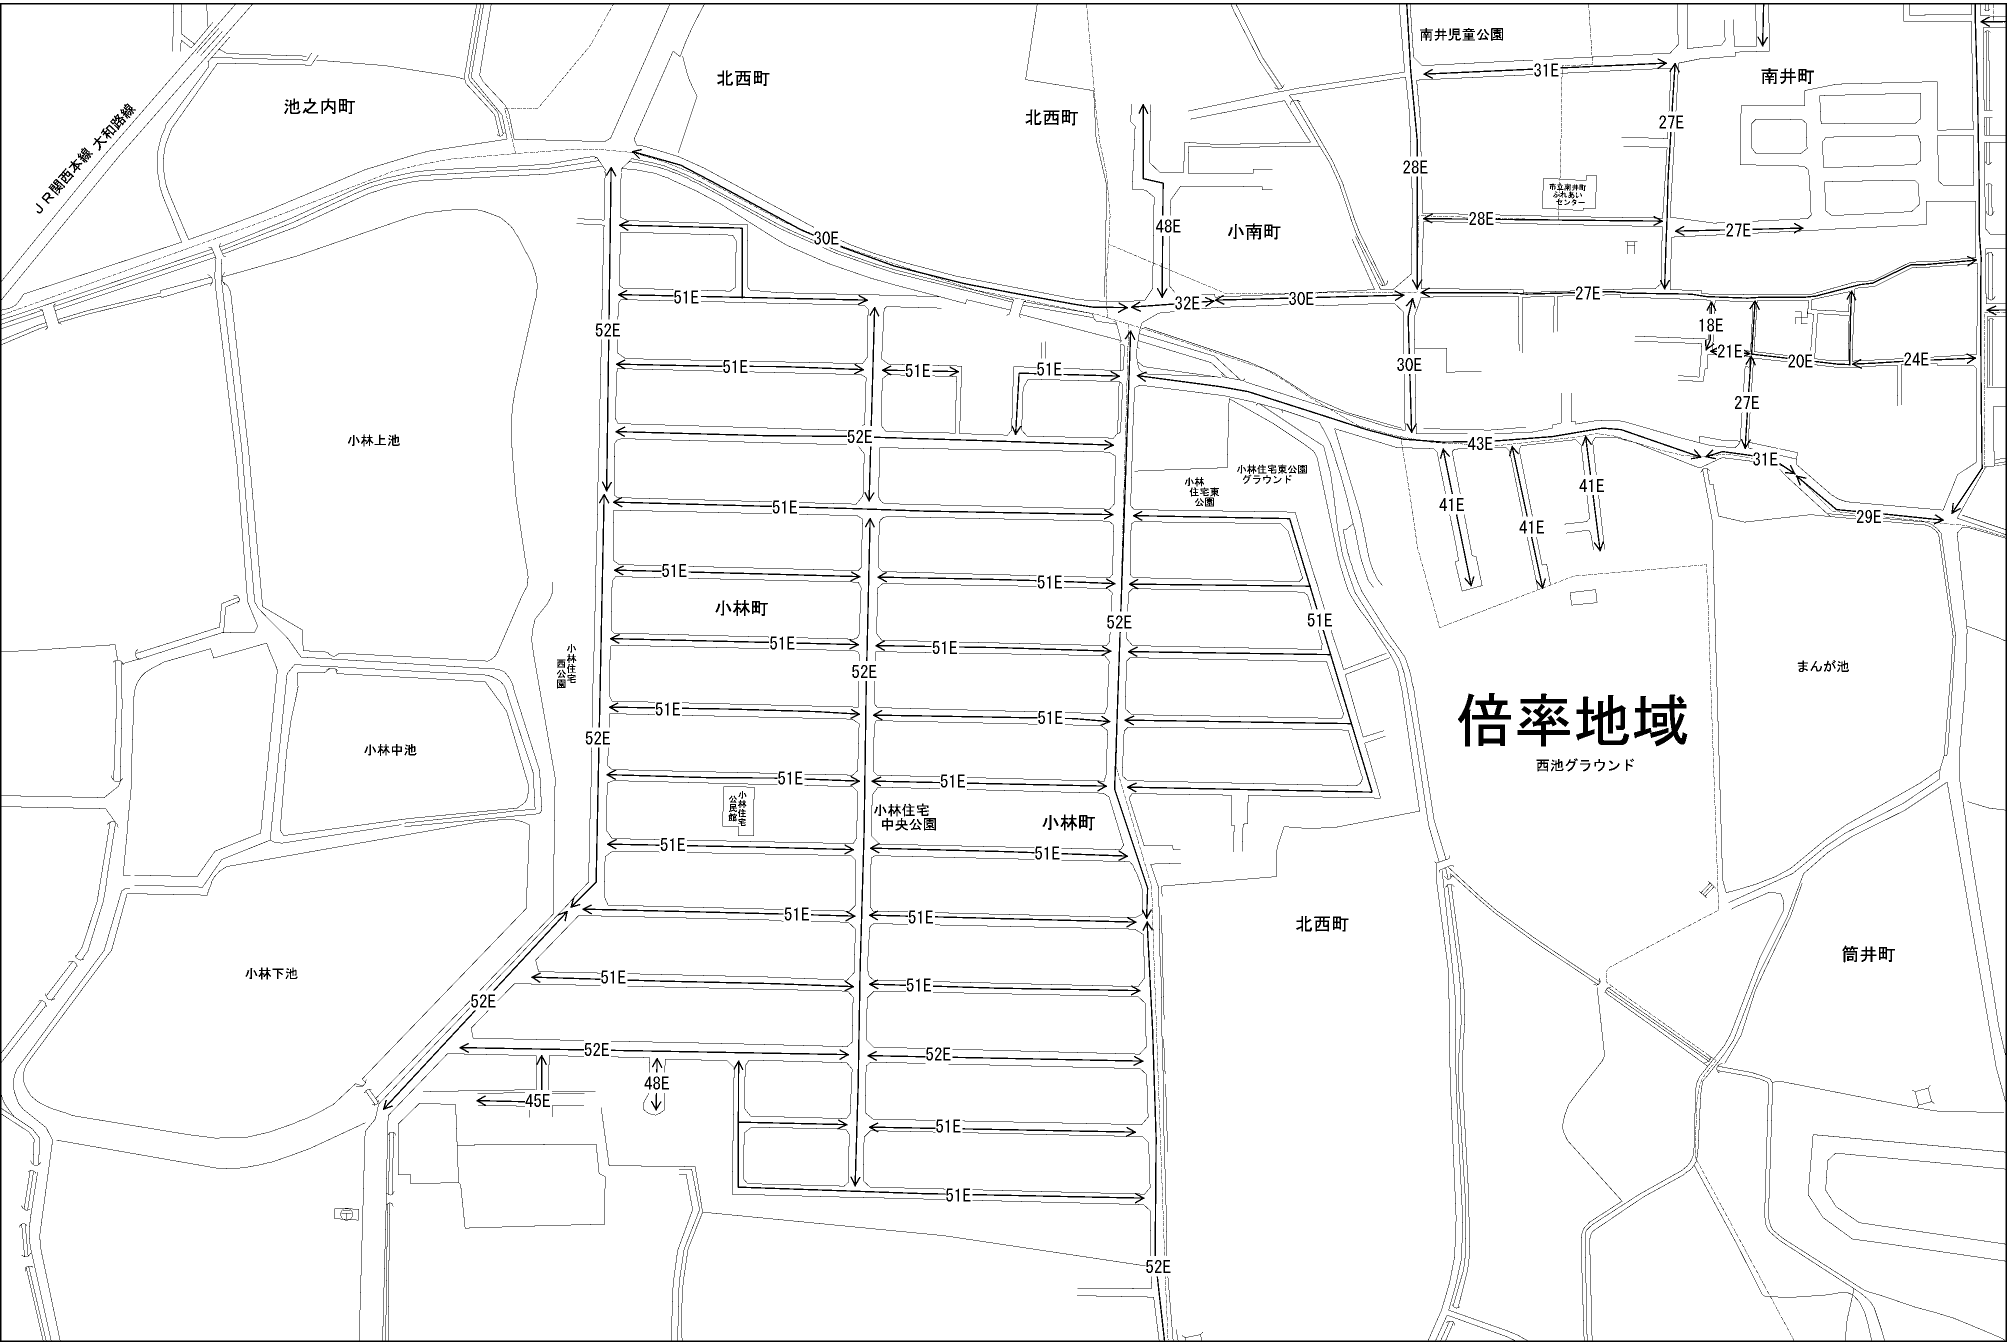 南井児童公園
31E
北西町
南井町
池之内町
北西町
27E
JR関西本線 大和路線
28E
市立南井町
ふれあい
センター
28E
48E
小南町
27E
30E
51E
32E
30E
27E
52E
18E
21E
20E
24E
51E
51E
51E
30E
27E
小林上池
52E
43E
31E
小林住宅東公園
グラウンド
小林
住宅東
公園
41E
41E
41E
51E
29E
51E
51E
小林町
52E
51E
51E
51E
小林住宅
西公園
52E
まんが池
51E
51E
倍率地域
52E
小林中池
西池グラウンド
51E
51E
小林住宅
公民館
小林住宅
中央公園
小林町
51E
51E
51E
51E
北西町
筒井町
小林下池
51E
51E
52E
52E
52E
48E
45E
51E
51E
52E